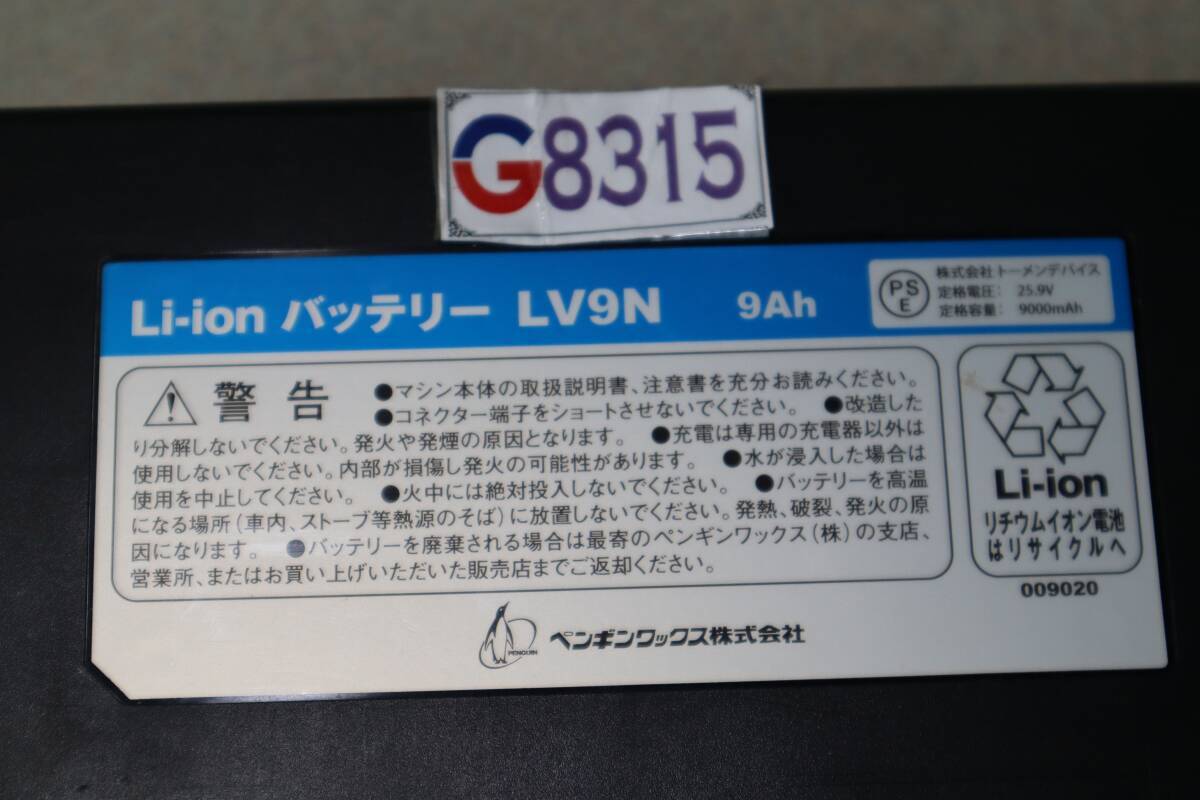 G8315
Li-ion バッテリー LV9N 9Ah
PS
E
株式会社トーメンデバイス
定格電圧： 25.9V
定格容量： 9000mAh
警告
●マシン本体の取扱説明書、注意書を充分お読みください。
●コネクター端子をショートさせないでください。 ●改造した
り分解しないでください。発火や発煙の原因となります。 ●充電は専用の充電器以外は
使用しないでください。内部が損傷し発火の可能性があります。 ●水が浸入した場合は
使用を中止してください。 ●火中には絶対投入しないでください。 ●バッテリーを高温
になる場所（車内、ストーブ等熱源のそば）に放置しないでください。発熱、破裂、発火の原
因になります。 ●バッテリーを廃棄される場合は最寄のペンギンワックス（株）の支店、
営業所、またはお買い上げいただいた販売店までご返却ください。
Li-ion
リチウムイオン電池
はリサイクルへ
009020
PENGUIN
ペンギンワックス株式会社